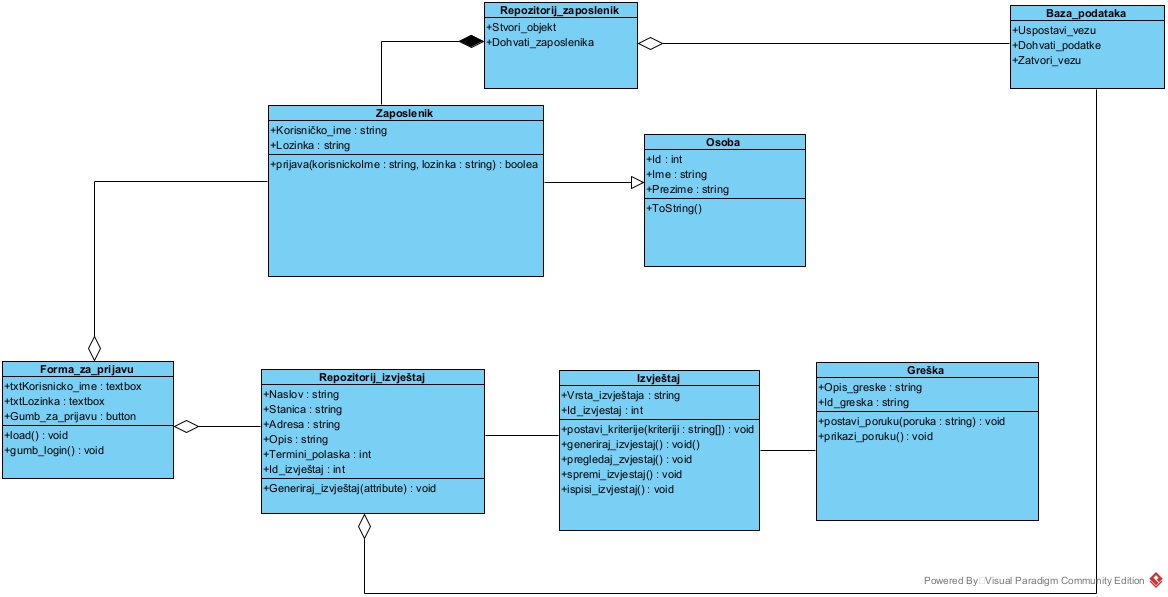 Repozitorij_zaposlenik
+Stvori_objekt
+Dohvati_zaposlenika
Baza_podataka
+Uspostavi_vezu
+Dohvati_podatke
+Zatvori_vezu
Zaposlenik
+Korisničko_ime : string
+Lozinka : string
+prijava(korisnickoIme : string, lozinka : string) : boolea
Osoba
+Id : int
+Ime : string
+Prezime : string
+ToString()
Forma_za_prijavu
+txtKorisnicko_ime : textbox
+txtLozinka : textbox
+Gumb_za_prijavu : button
+load() : void
+gumb_login() : void
Repozitorij_izvještaj
+Naslov : string
+Stanica : string
+Adresa : string
+Opis : string
+Termini_polaska : int
+Id_izvještaj : int
+Generiraj_izvještaj(attribute) : void
Izvještaj
+Vrsta_izvještaja : string
+Id_izvjestaj : int
+postavi_kriterije(kriteriji : string[]) : void
+generiraj_izvjestaj() : void()
+pregledaj_zvjestaj() : void
+spremi_izvjestaj() : void
+ispisi_izvjestaj() : void
Greška
+Opis_greske : string
+Id_greska : string
+postavi_poruku(poruka : string) : void
+prikazi_poruku() : void
Powered By Visual Paradigm Community Edition